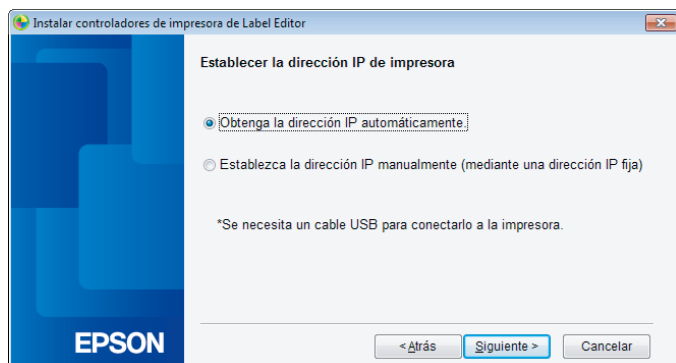 Instalar controladores de impresora de Label Editor
Establecer la dirección IP de impresora
Obtenga la dirección IP automáticamente.
Establezca la dirección IP manualmente (mediante una dirección IP fija)
*Se necesita un cable USB para conectarlo a la impresora.
EPSON
< Atrás
Siguiente >
Cancelar